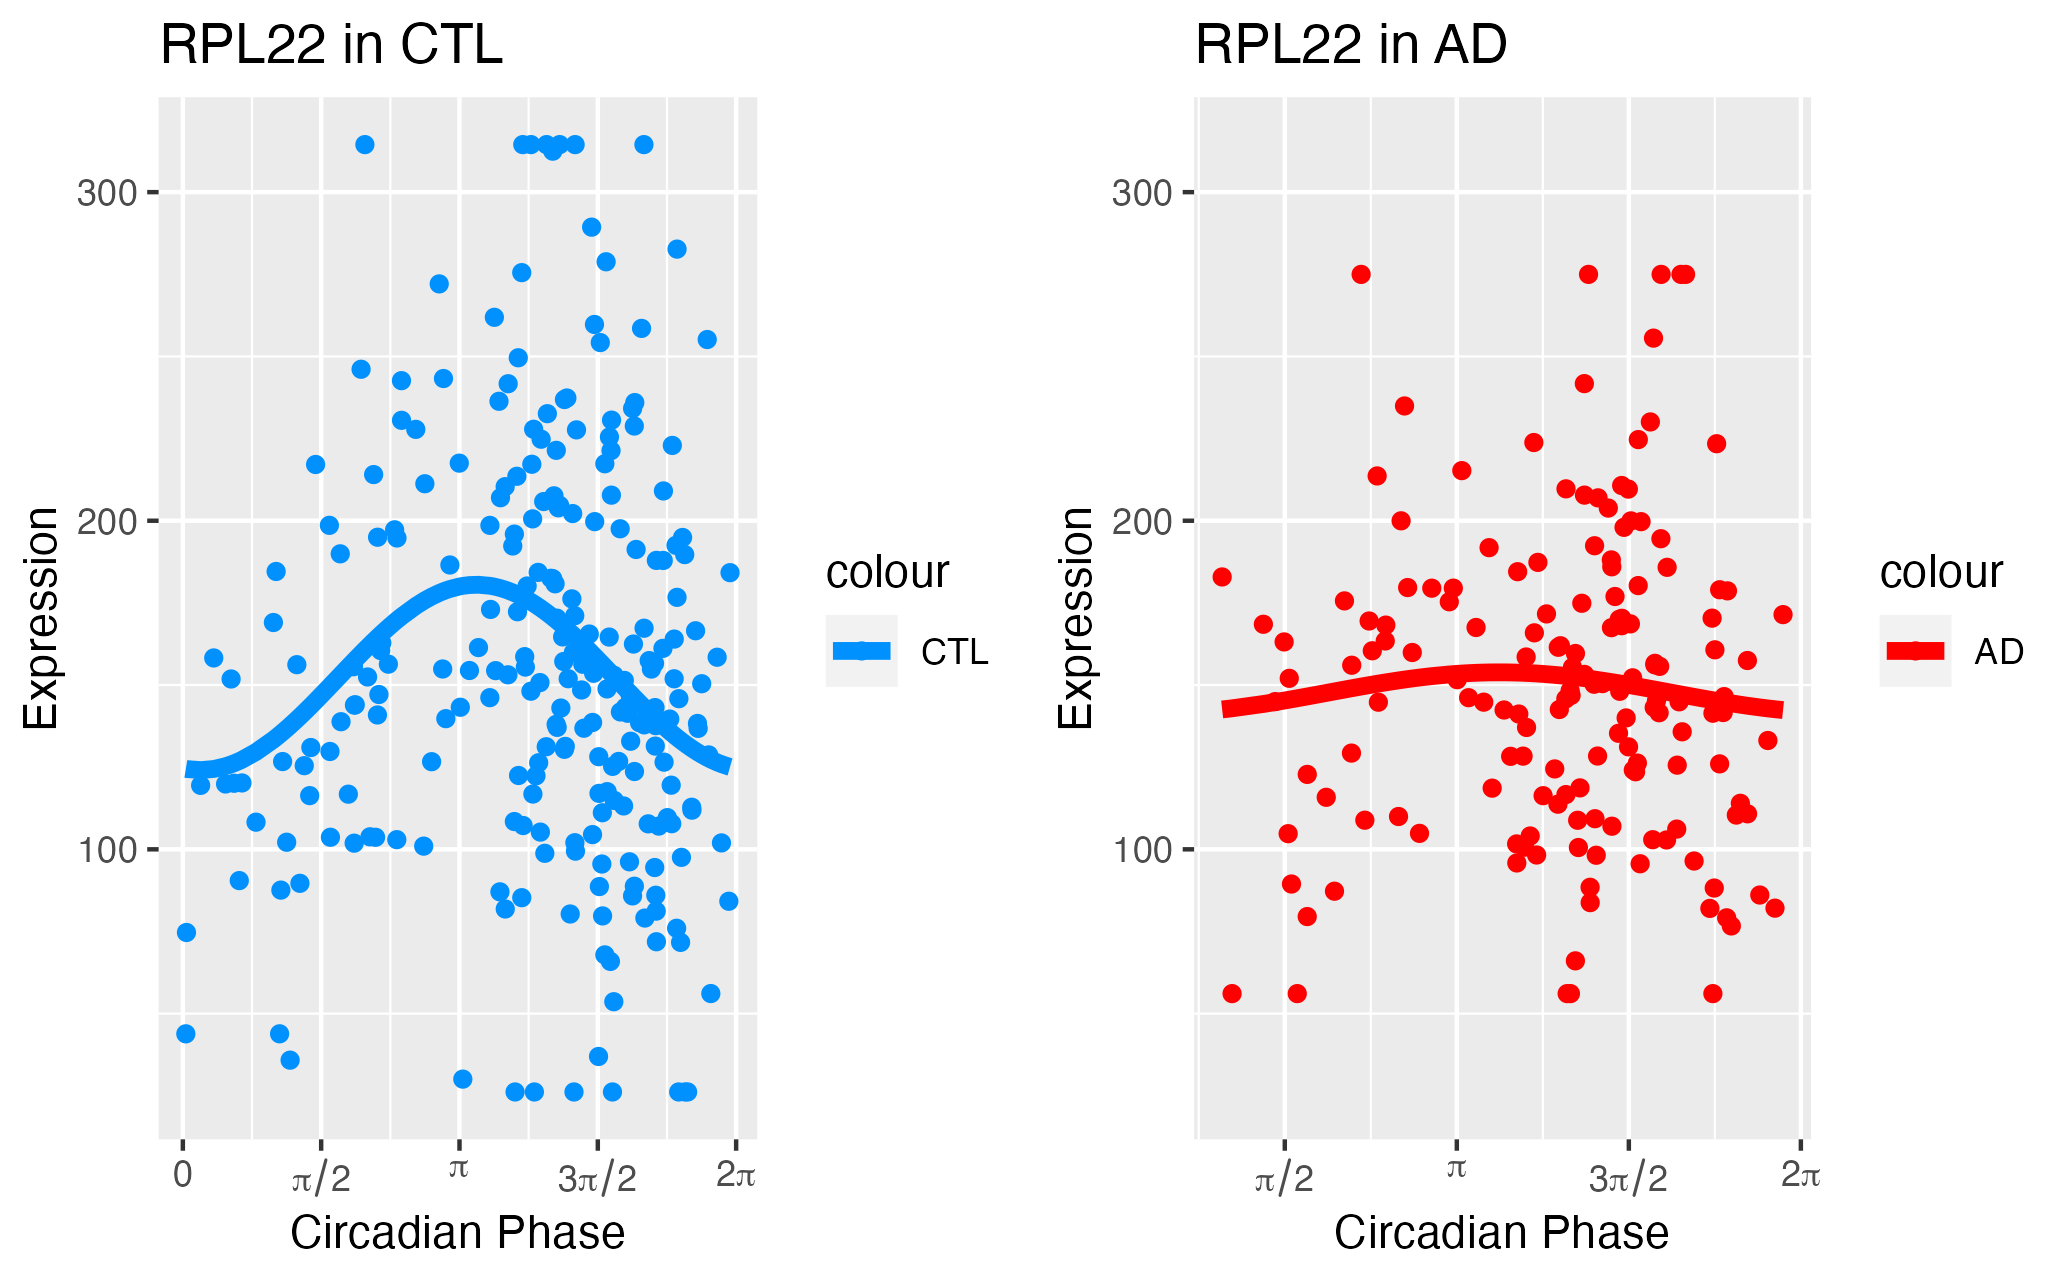 RPL22 in CTL
300
200
100
Expression
0
π/2
π
3π/2
2π
Circadian Phase
colour
CTL
RPL22 in AD
300
200
100
Expression
π/2
π
3π/2
2π
Circadian Phase
colour
AD